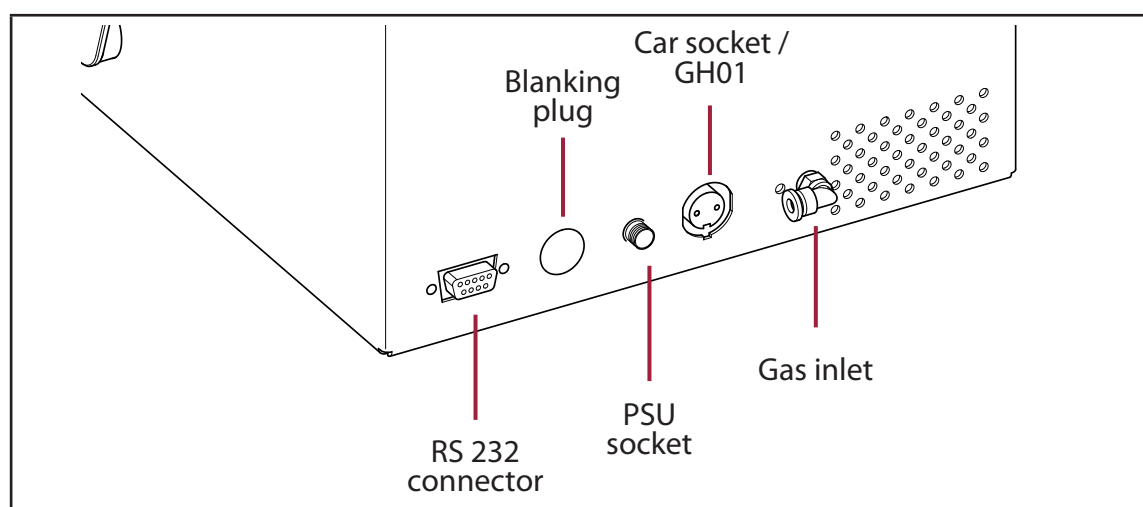 Car socket /
GH01
Blanking
plug
Gas inlet
PSU
socket
RS 232
connector